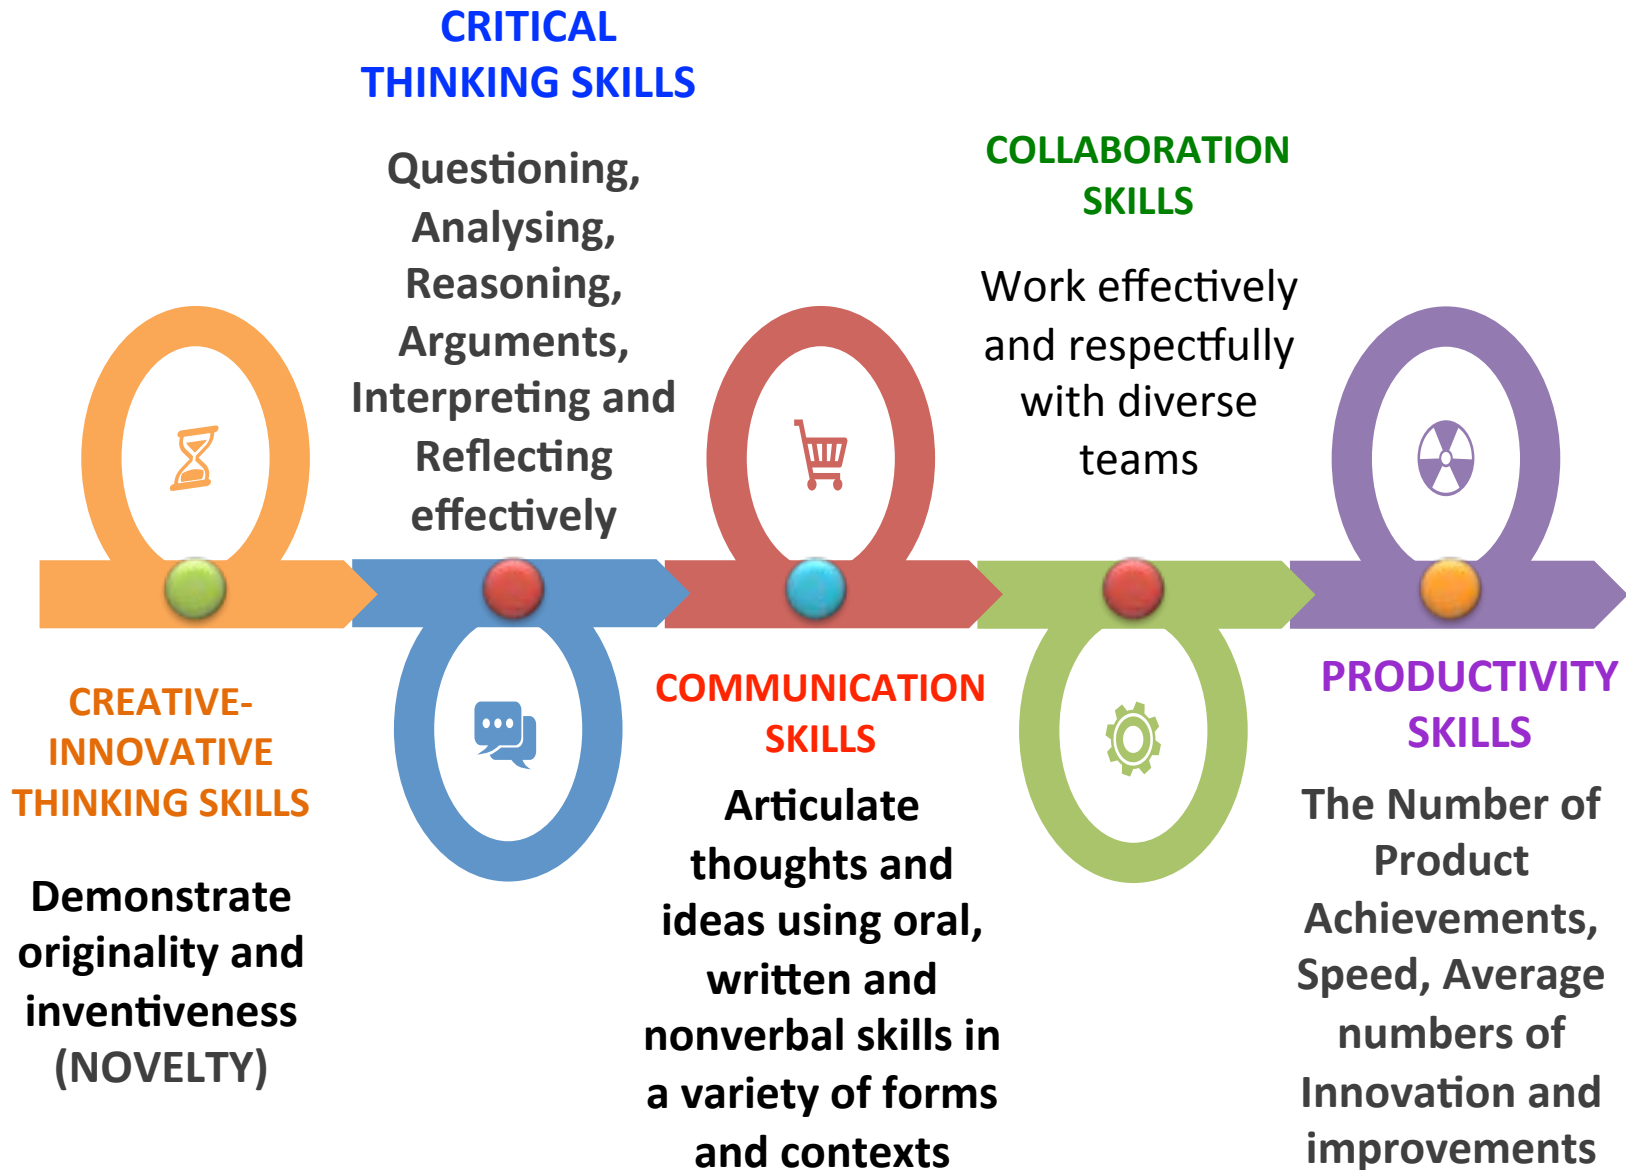 CRITICAL
THINKING SKILLS
Questioning,
Analysing,
Reasoning,
Arguments,
Interpreting and
Reflecting
effectively
COLLABORATION
SKILLS
Work effectively
and respectfully
with diverse
teams
CREATIVE-
INNOVATIVE
THINKING SKILLS
Demonstrate
originality and
inventiveness
(NOVELTY)
COMMUNICATION
SKILLS
Articulate
thoughts and
ideas using oral,
written and
nonverbal skills in
a variety of forms
and contexts
PRODUCTIVITY
SKILLS
The Number of
Product
Achievements,
Speed, Average
numbers of
Innovation and
improvements